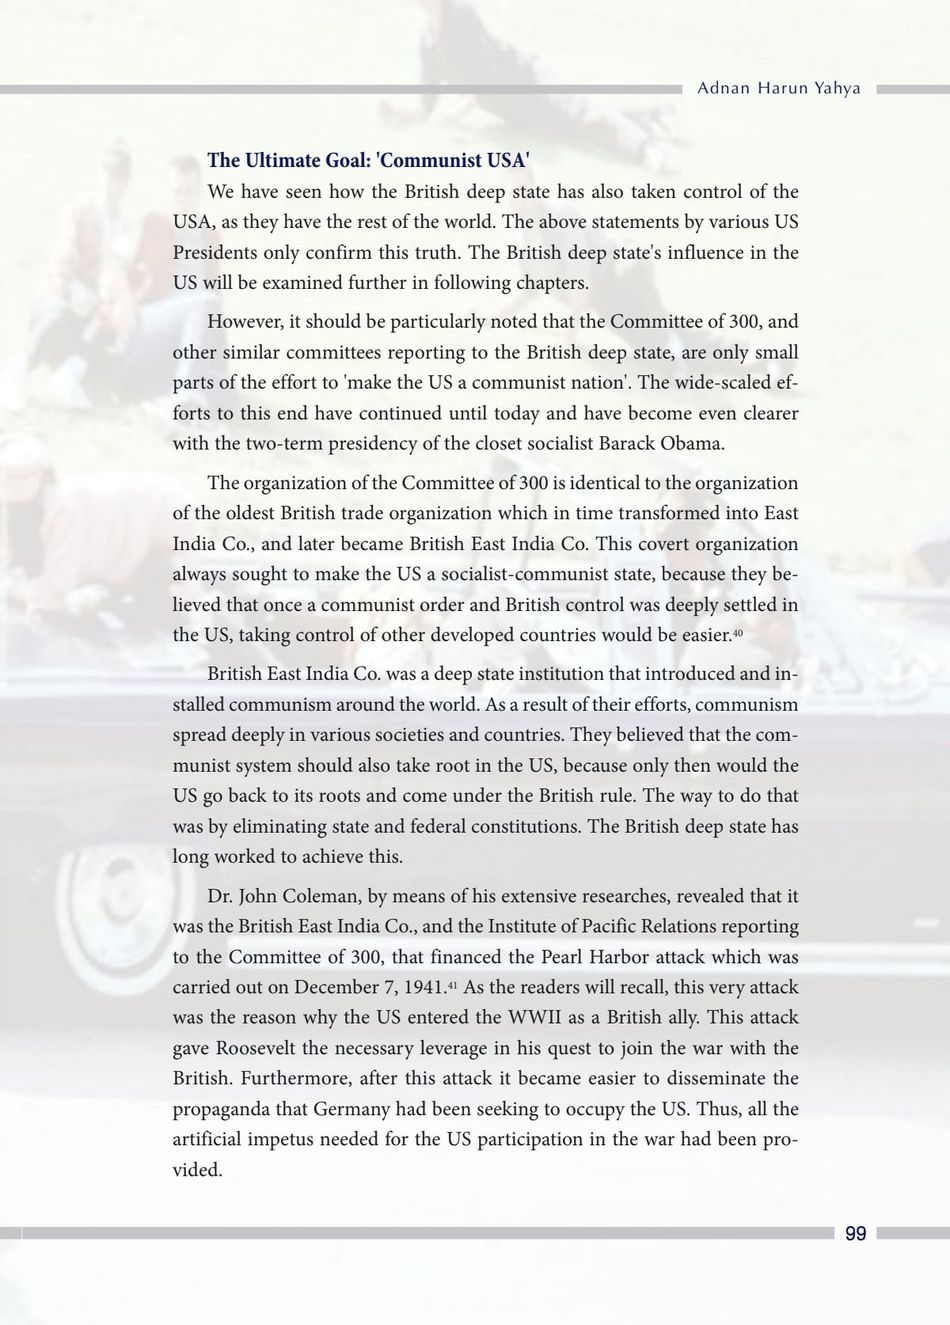 Adnan Harun Yahya
The Ultimate Goal: 'Communist USA'
We have seen how the British deep state has also taken control of the
USA, as they have the rest of the world. The above statements by various US
Presidents only confirm this truth. The British deep state's influence in the
US will be examined further in following chapters.
However, it should be particularly noted that the Committee of 300, and
other similar committees reporting to the British deep state, are only small
parts of the effort to 'make the US a communist nation'. The wide-scaled ef-
forts to this end have continued until today and have become even clearer
with the two-term presidency of the closet socialist Barack Obama.
The organization of the Committee of 300 is identical to the organization
of the oldest British trade organization which in time transformed into East
India Co., and later became British East India Co. This covert organization
always sought to make the US a socialist-communist state, because they be-
lieved that once a communist order and British control was deeply settled in
the US, taking control of other developed countries would be easier.40
British East India Co. was a deep state institution that introduced and in-
stalled communism around the world. As a result of their efforts, communism
spread deeply in various societies and countries. They believed that the com-
munist system should also take root in the US, because only then would the
US go back to its roots and come under the British rule. The way to do that
was by eliminating state and federal constitutions. The British deep state has
long worked to achieve this.
Dr. John Coleman, by means of his extensive researches, revealed that it
was the British East India Co., and the Institute of Pacific Relations reporting
to the Committee of 300, that financed the Pearl Harbor attack which was
carried out on December 7, 1941.41 As the readers will recall, this very attack
was the reason why the US entered the WWII as a British ally. This attack
gave Roosevelt the necessary leverage in his quest to join the war with the
British. Furthermore, after this attack it became easier to disseminate the
propaganda that Germany had been seeking to occupy the US. Thus, all the
artificial impetus needed for the US participation in the war had been pro-
vided.
99